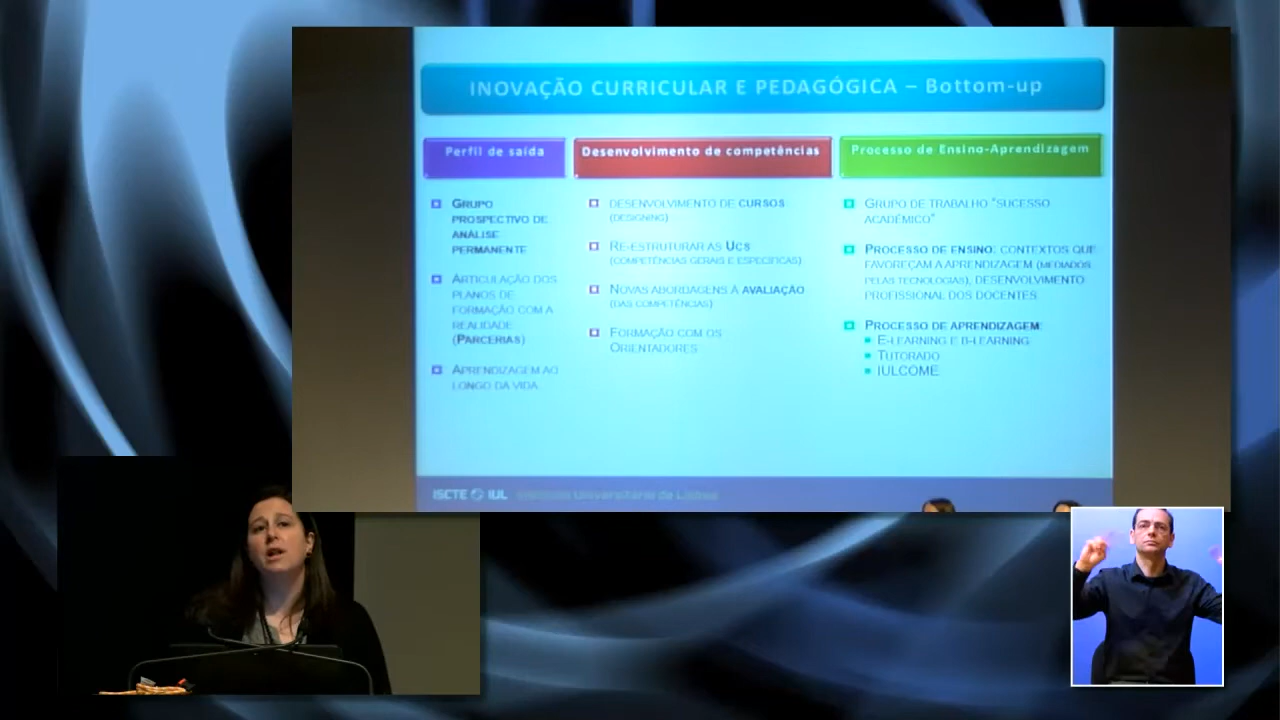 INOVAÇÃO CURRICULAR E PEDAGÓGICA – Bottom-up
Perfil de saída
GRUPO
PROSPECTIVO DE
ANÁLISE
PERMANENTE
ARTICULAÇÃO DOS
PLANOS DE
FORMAÇÃO COM A
REALIDADE
(PARCERIAS)
APRENDIZAGEM AO
LONGO DA VIDA
Desenvolvimento de competências
DESENVOLVIMENTO DE CURSOS
(DESIGNING)
RE-ESTRUTURAR AS UCS
(COMPETÊNCIAS GERAIS E ESPECÍFICAS)
NOVAS ABORDAGENS À AVALIAÇÃO
(DAS COMPETÊNCIAS)
FORMAÇÃO COM OS
ORIENTADORES
Processo de Ensino-Aprendizagem
GRUPO DE TRABALHO "SUCESSO
ACADÉMICO"
PROCESSO DE ENSINO: CONTEXTOS QUE
FAVOREÇAM A APRENDIZAGEM (MEDIADOS
PELAS TECNOLOGIAS), DESENVOLVIMENTO
PROFISSIONAL DOS DOCENTES
PROCESSO DE APRENDIZAGEM:
E-LEARNING E B-LEARNING
TUTORADO
IULCOME
ISCTE IUL Instituto Universitário de Lisboa